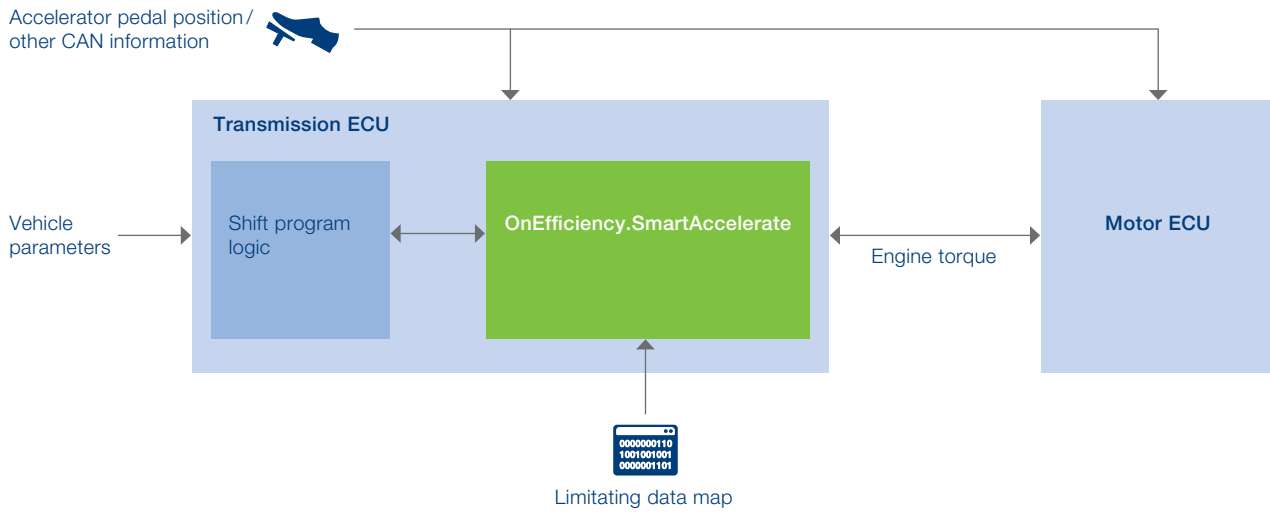 Accelerator pedal position/
other CAN information
Transmission ECU
Vehicle
parameters
Shift program
logic
OnEfficiency.SmartAccelerate
Engine torque
Motor ECU
0000000110
1001001001
0000001101
Limitating data map